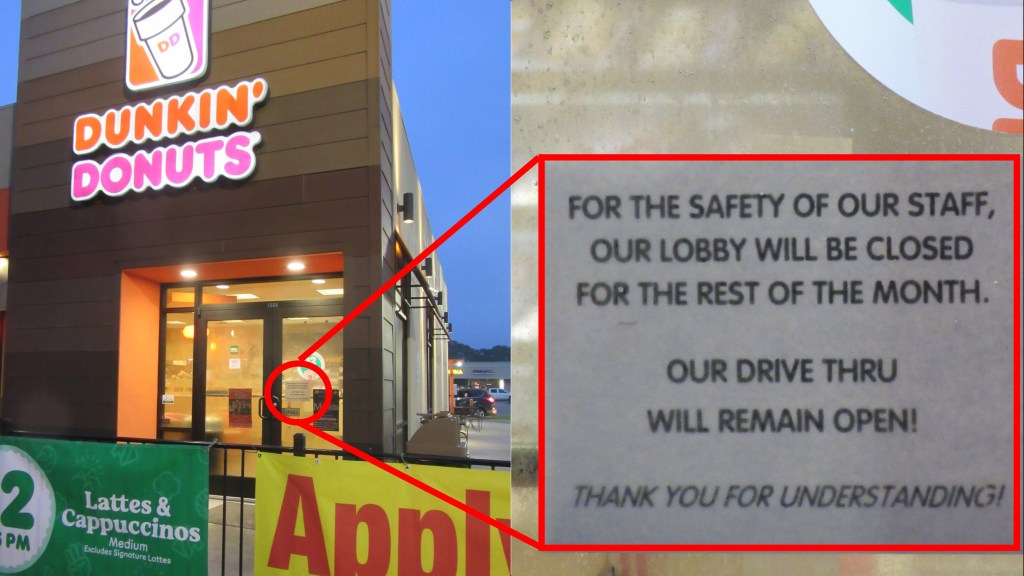 DD
DUNKIN'
DONUTS
2
5 PM
Lattes &
Cappuccinos
Medium
Excludes Signature Lattes
Apply
FOR THE SAFETY OF OUR STAFF,
OUR LOBBY WILL BE CLOSED
FOR THE REST OF THE MONTH.
OUR DRIVE THRU
WILL REMAIN OPEN!
THANK YOU FOR UNDERSTANDING!